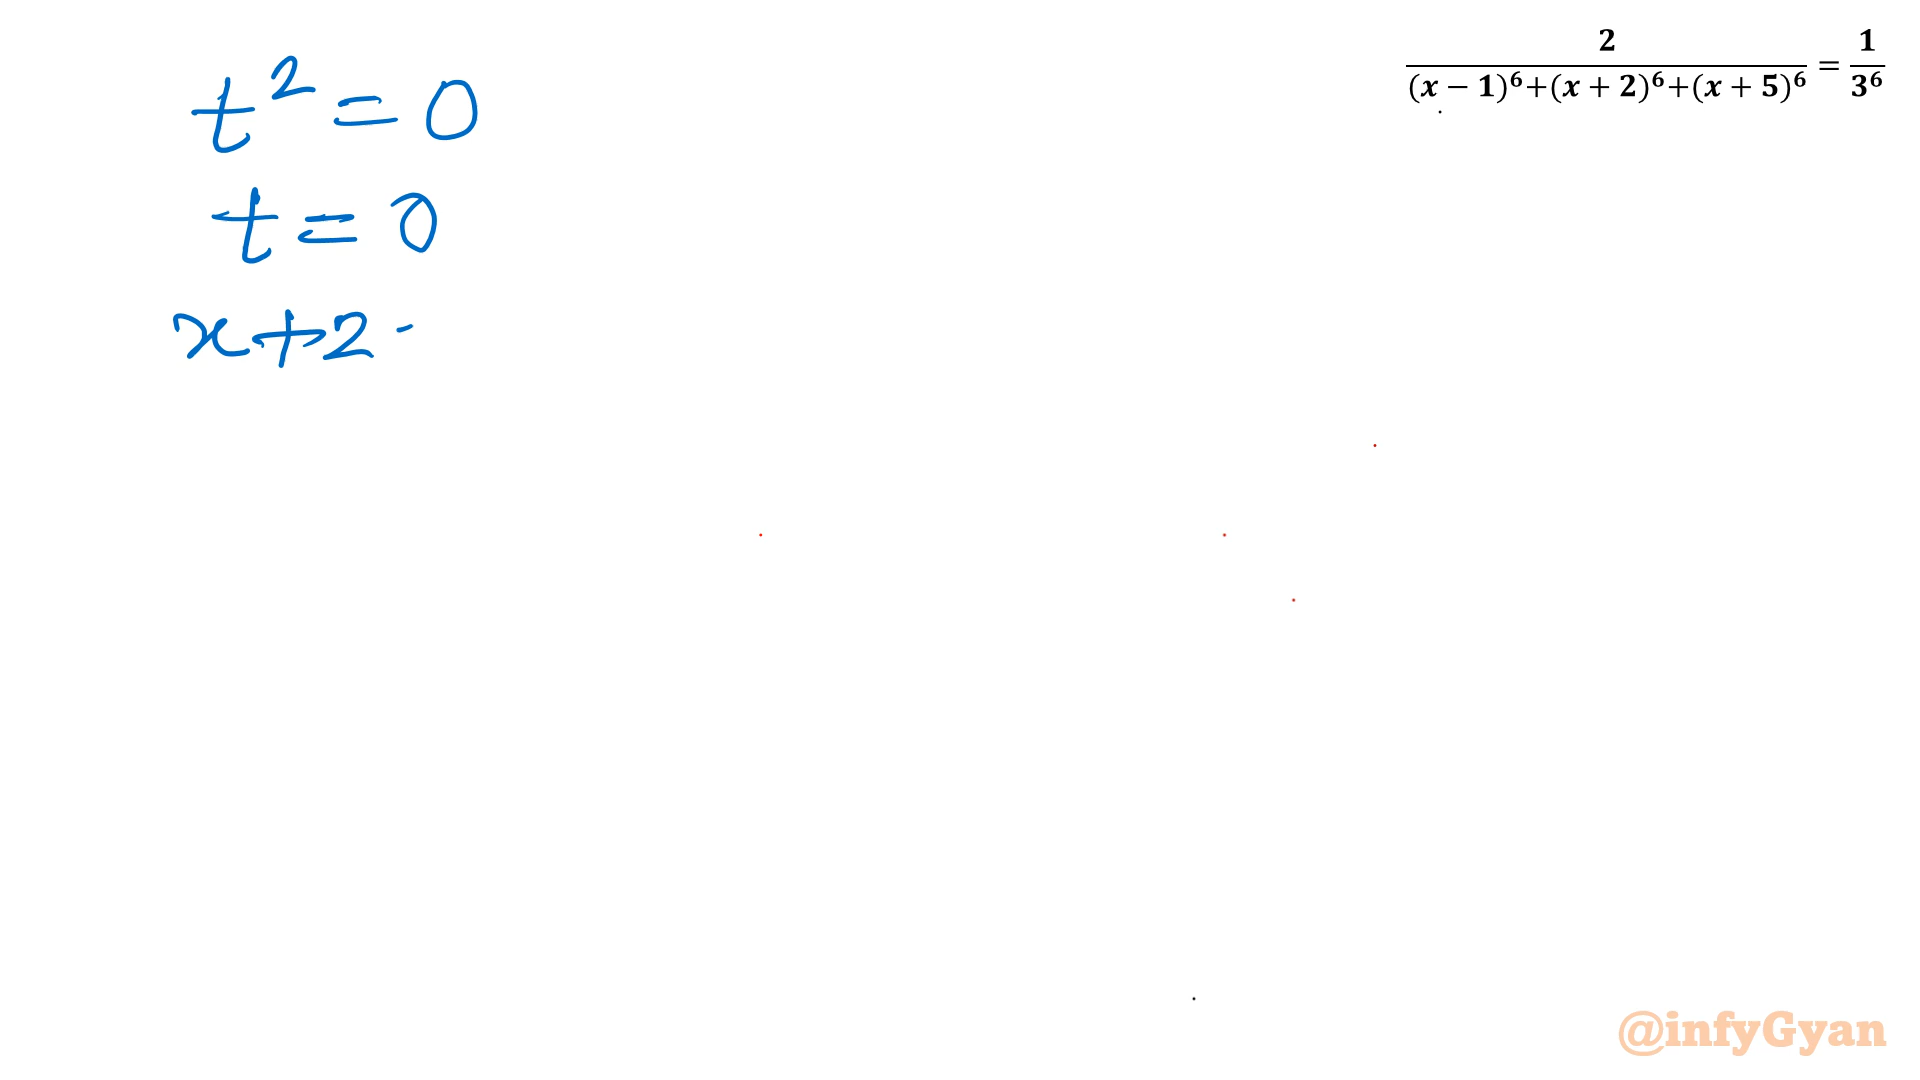 t² = 0
t = 0
x + 2 -
2 / ((x − 1)⁶+(x + 2)⁶+(x + 5)⁶) = 1 / 3⁶
@infyGyan